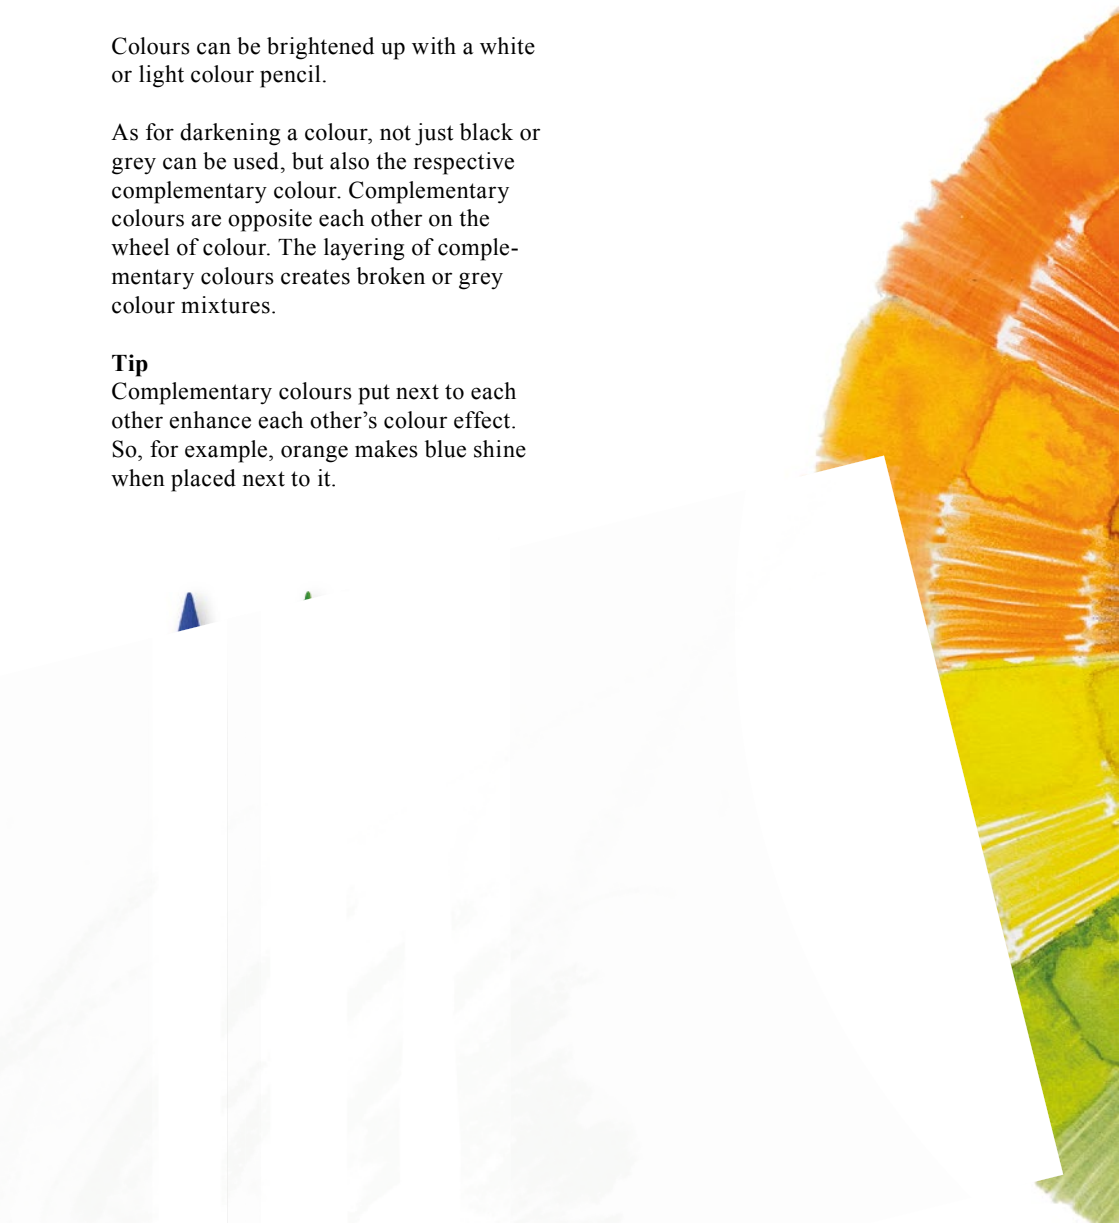 Colours can be brightened up with a white
or light colour pencil.
As for darkening a colour, not just black or
grey can be used, but also the respective
complementary colour. Complementary
colours are opposite each other on the
wheel of colour. The layering of comple-
mentary colours creates broken or grey
colour mixtures.
Tip
Complementary colours put next to each
other enhance each other’s colour effect.
So, for example, orange makes blue shine
when placed next to it.